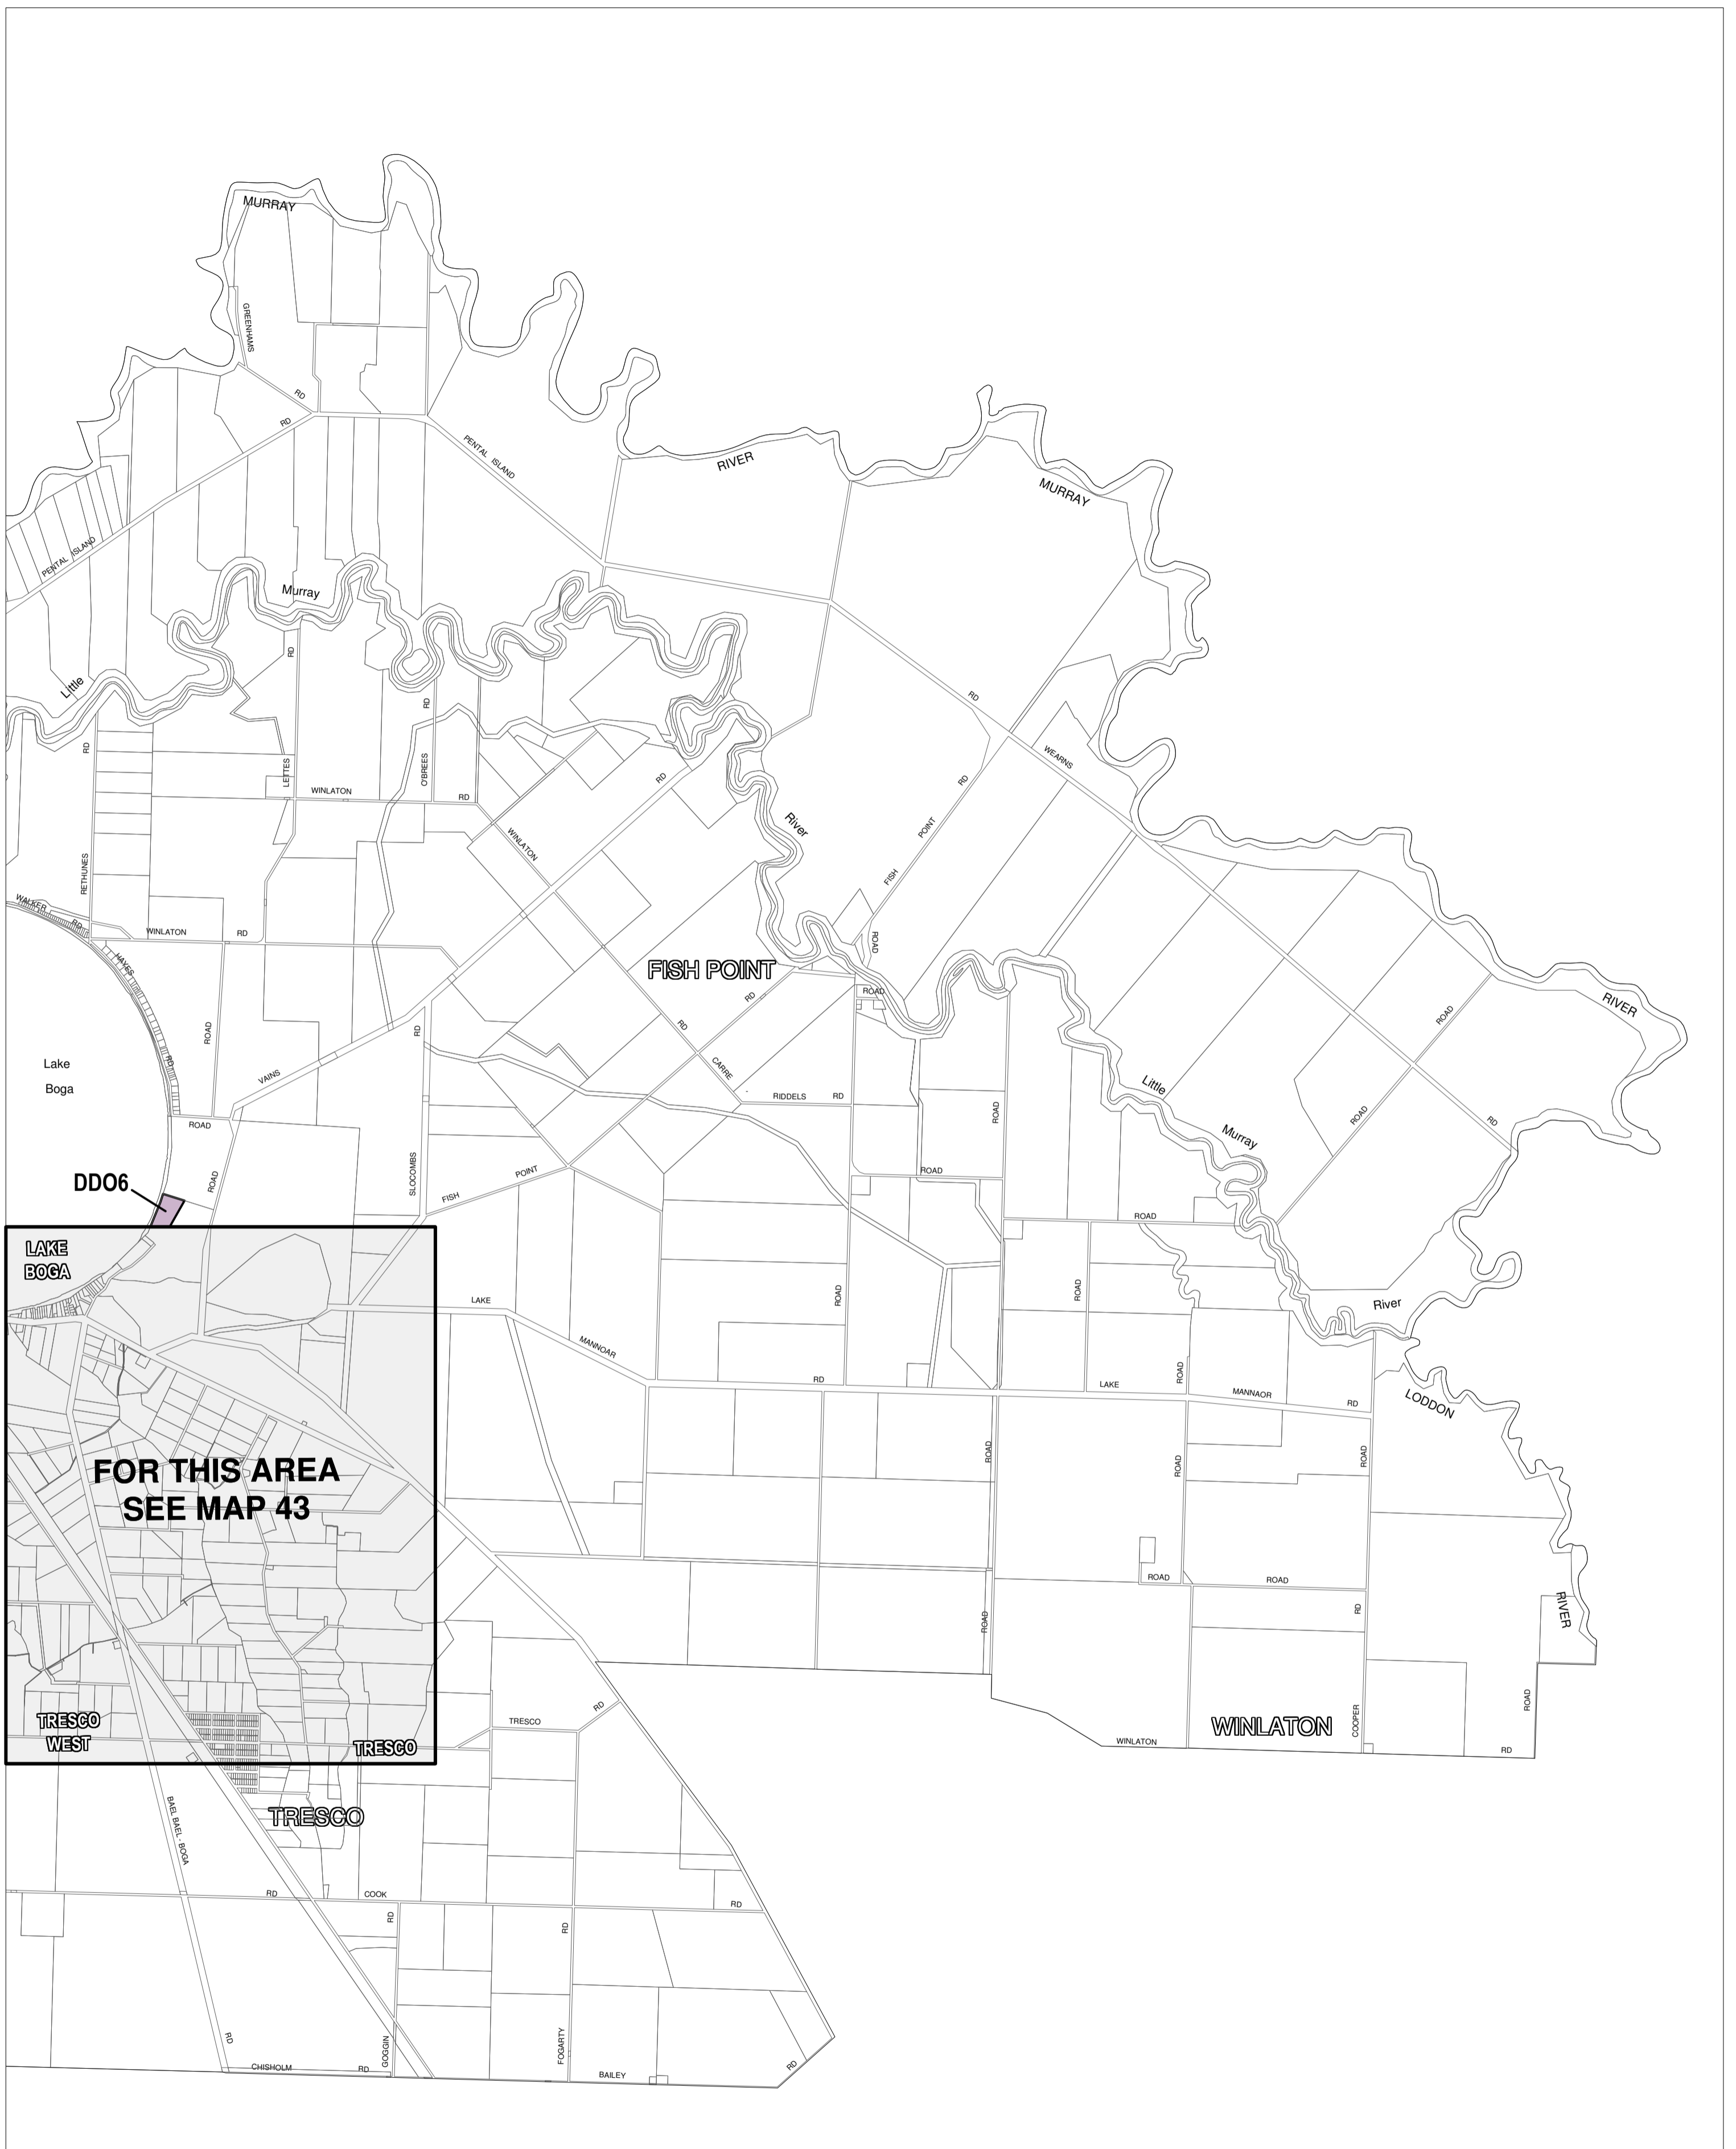 MURRAY
GREENHAMS
RD
RD
PENTAL ISLAND
RIVER
MURRAY
PENTAL ISLAND
Murray
Little
RD
RD
RD
LETTES
O'BREES
WINLATON
RD
RD
WINLATON
River
RD
WEARNS
RD
POINT
FISH
ROAD
RETHUNES
WALKER
RD
WINLATON
RD
HAYES
RD
FISH POINT
ROAD
RD
RD
CARRE
RIDDELS
RD
ROAD
RD
VAINS
Lake
Boga
ROAD
ROAD
SLOCOMBS
FISH
POINT
DDO6
ROAD
ROAD
ROAD
Little
Murray
River
ROAD
ROAD
RD
RIVER
ROAD
ROAD
ROAD
LAKE
BOGA
LAKE
MANNOAR
RD
LAKE
ROAD
MANNAOR
RD
LODDON
RIVER
FOR THIS AREA
SEE MAP 43
ROAD
ROAD
ROAD
ROAD
ROAD
ROAD
RD
COOPER
ROAD
WINLATON
WINLATON
RD
TRESCO
WEST
TRESCO
TRESCO
RD
TRESCO
BAEL BAEL - BOGA
RD
COOK
RD
RD
RD
RD
GOGGIN
FOGARTY
CHISHOLM
RD
BAILEY
RD